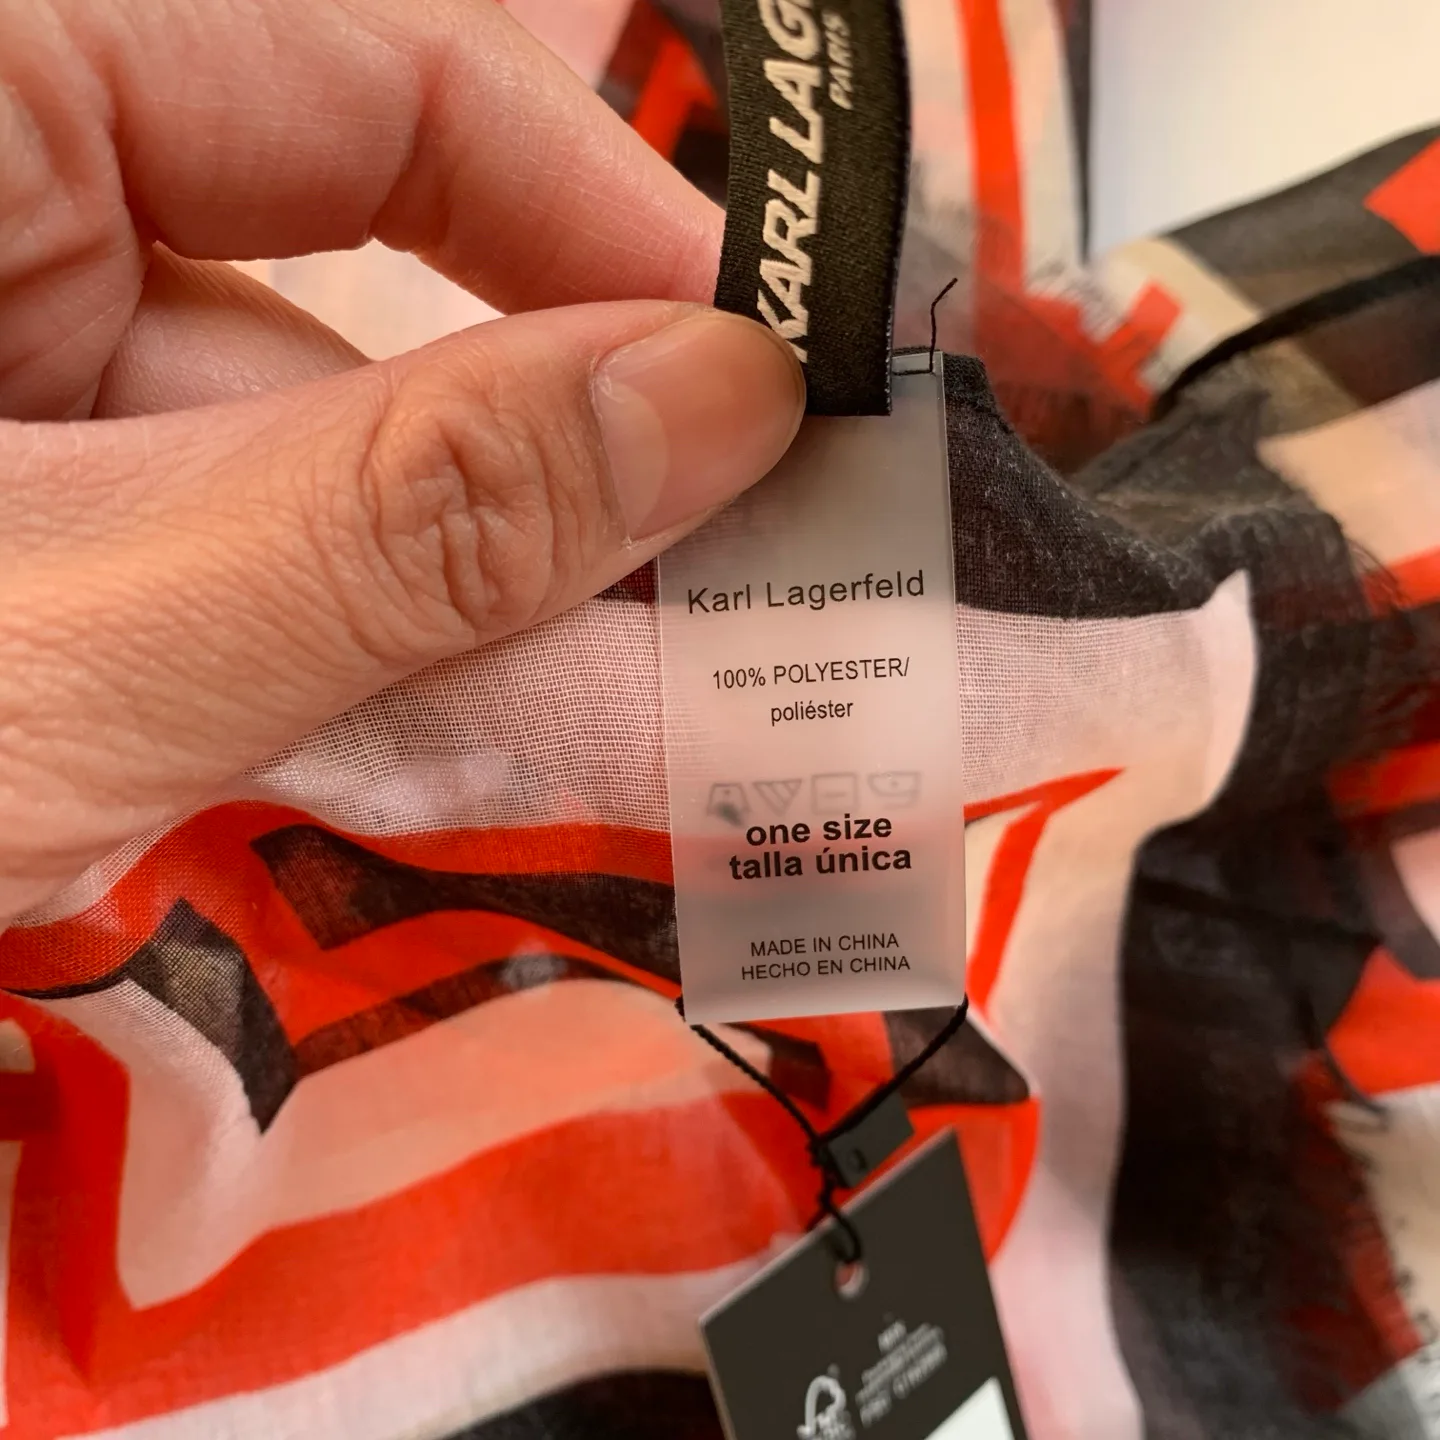 KARL LAG
PARIS
Karl Lagerfeld
100% POLYESTER/
poliéster
one size
talla única
MADE IN CHINA
HECHO EN CHINA